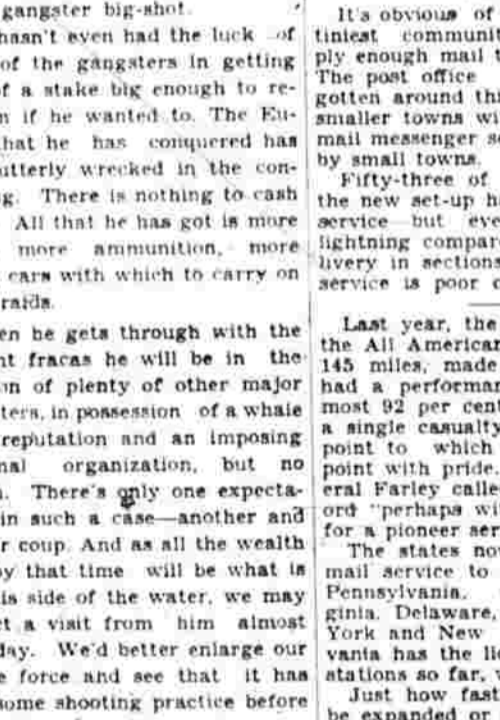 gangster big-shot.
hasn't even had the luck of
of the gangsters in getting
of a stake big enough to re-
n if he wanted to. The Eu-
that he has conquered has
utterly wrecked in the con-
g. There is nothing to cash
All that he has got is more
more ammunition, more
cars with which to carry on
raids.
en he gets through with the
nt fracas he will be in the
on of plenty of other major
ters, in possession of a whale
reputation and an imposing
nal organization, but no
. There's only one expecta-
in such a case—another and
r coup. And as all the wealth
by that time will be what is
is side of the water, we may
ct a visit from him almost
day. We'd better enlarge our
e force and see that it has
some shooting practice before
It's obvious of
tiniest communit
ply enough mail t
The post office
gotten around thi
smaller towns wi
mail messenger se
by small towns.
Fifty-three of
the new set-up h
service but eve
lightning compar
livery in sections
service is poor o
Last year, the
the All American
145 miles, made
had a performa
most 92 per cent
a single casualty
point to which
point with pride.
eral Farley calle
ord "perhaps wi
for a pioneer ser
The states no
mail service to
Pennsylvania,
ginia, Delaware,
York and New
vania has the li
stations so far,
Just how fast
be expanded or